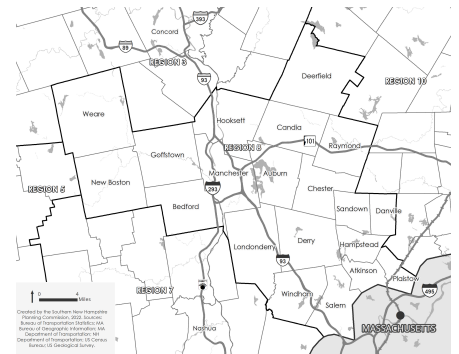 393
Concord
89
REGION 3
93
Deerfield
REGION 10
Weare
Hooksett
Candia
REGION 8
101
Raymond
Goffstown
Manchester
Auburn
REGION 5
New Boston
293
Chester
Bedford
Sandown
Danville
Londonderry
Derry
Hampstead
93
Atkinson
Plaistow
REGION 7
Windham
495
Salem
MASSACHUSETTS
Nashua
0 4
Miles
Created by the Southern New Hampshire
Planning Commission, 2022. Sources:
Bureau of Transportation Statistics; MA
Bureau of Geographic Information; MA
Department of Transportation; NH
Department of Transportation; US Census
Bureau; US Geological Survey.